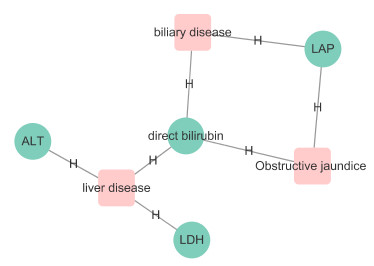 biliary disease
H
LAP
H
H
direct bilirubin
ALT
H
H
H
Obstructive jaundice
liver disease
H
LDH